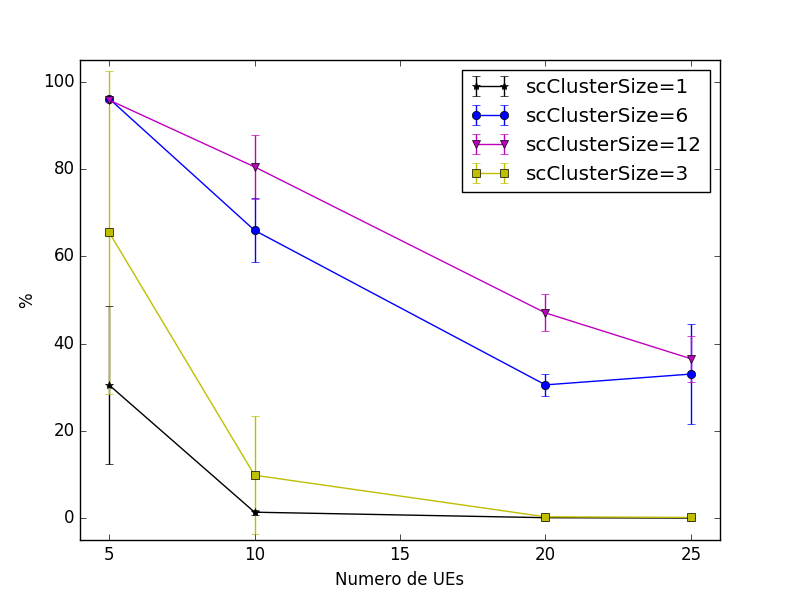 100
80
60
40
20
0
%
scClusterSize=1
scClusterSize=6
scClusterSize=12
scClusterSize=3
5 10 15 20 25
Numero de UEs